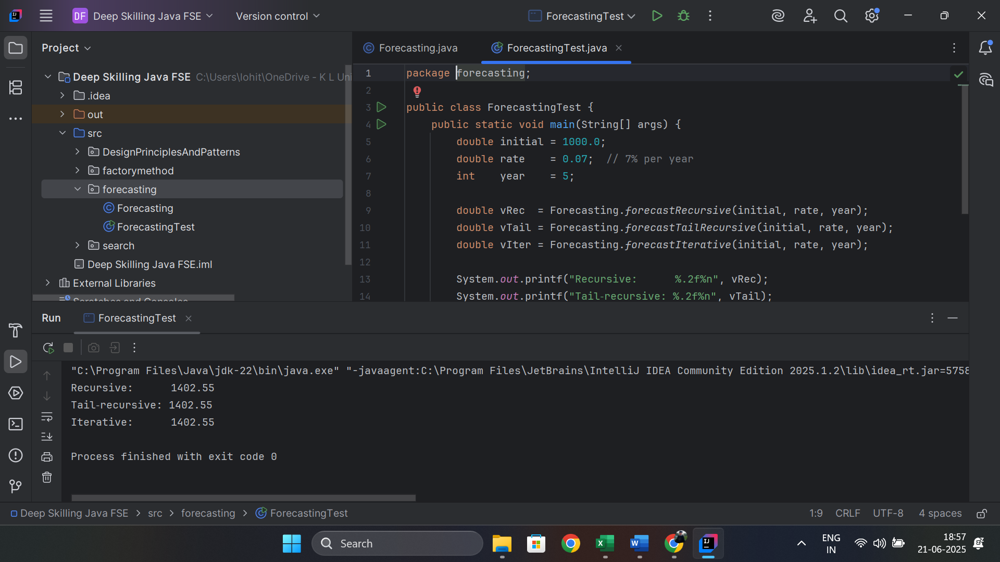 DF Deep Skilling Java FSE Version control ForecastingTest
Project
Deep Skilling Java FSE C:\Users\lohit\OneDrive - K L Uni
.idea
out
src
DesignPrinciplesAndPatterns
factorymethod
forecasting
Forecasting
ForecastingTest
search
Deep Skilling Java FSE.iml
External Libraries
Scratches and Consoles
Forecasting.java ForecastingTest.java
1 package forecasting;
2
3 public class ForecastingTest {
4     public static void main(String[] args) {
5         double initial = 1000.0;
6         double rate    = 0.07;  // 7% per year
7         int    year    = 5;
8
9         double vRec  = Forecasting.forecastRecursive(initial, rate, year);
10         double vTail = Forecasting.forecastTailRecursive(initial, rate, year);
11         double vIter = Forecasting.forecastIterative(initial, rate, year);
12
13         System.out.printf("Recursive:      %.2f%n", vRec);
14         System.out.printf("Tail-recursive: %.2f%n", vTail);
Run ForecastingTest
"C:\Program Files\Java\jdk-22\bin\java.exe" "-javaagent:C:\Program Files\JetBrains\IntelliJ IDEA Community Edition 2025.1.2\lib\idea_rt.jar=5758
Recursive:      1402.55
Tail-recursive: 1402.55
Iterative:      1402.55
Process finished with exit code 0
Deep Skilling Java FSE > src > forecasting > ForecastingTest 1:9 CRLF UTF-8 4 spaces
Search
ENG
IN
18:57
21-06-2025